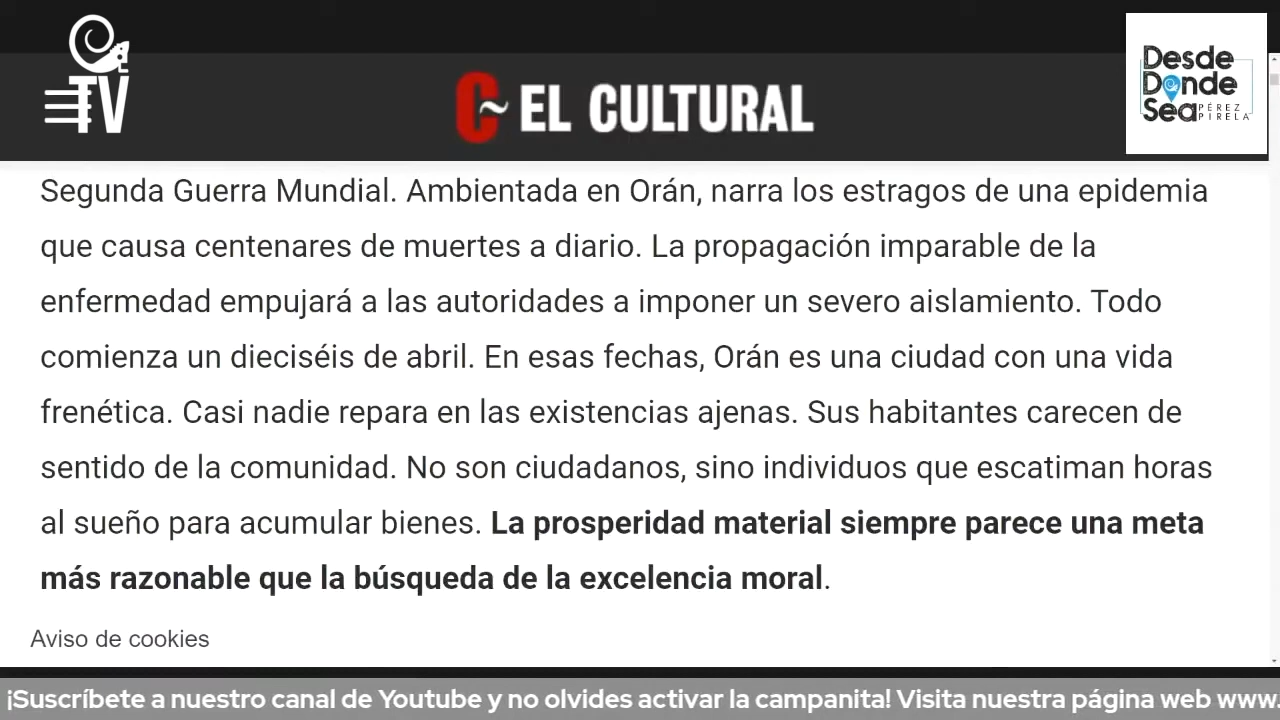 TV
EL CULTURAL
Desde
Donde
Sea
PÉREZ
PIRELA
Segunda Guerra Mundial. Ambientada en Orán, narra los estragos de una epidemia
que causa centenares de muertes a diario. La propagación imparable de la
enfermedad empujará a las autoridades a imponer un severo aislamiento. Todo
comienza un dieciséis de abril. En esas fechas, Orán es una ciudad con una vida
frenética. Casi nadie repara en las existencias ajenas. Sus habitantes carecen de
sentido de la comunidad. No son ciudadanos, sino individuos que escatiman horas
al sueño para acumular bienes. La prosperidad material siempre parece una meta
más razonable que la búsqueda de la excelencia moral.
Aviso de cookies
¡Suscríbete a nuestro canal de Youtube y no olvides activar la campanita! Visita nuestra página web www.